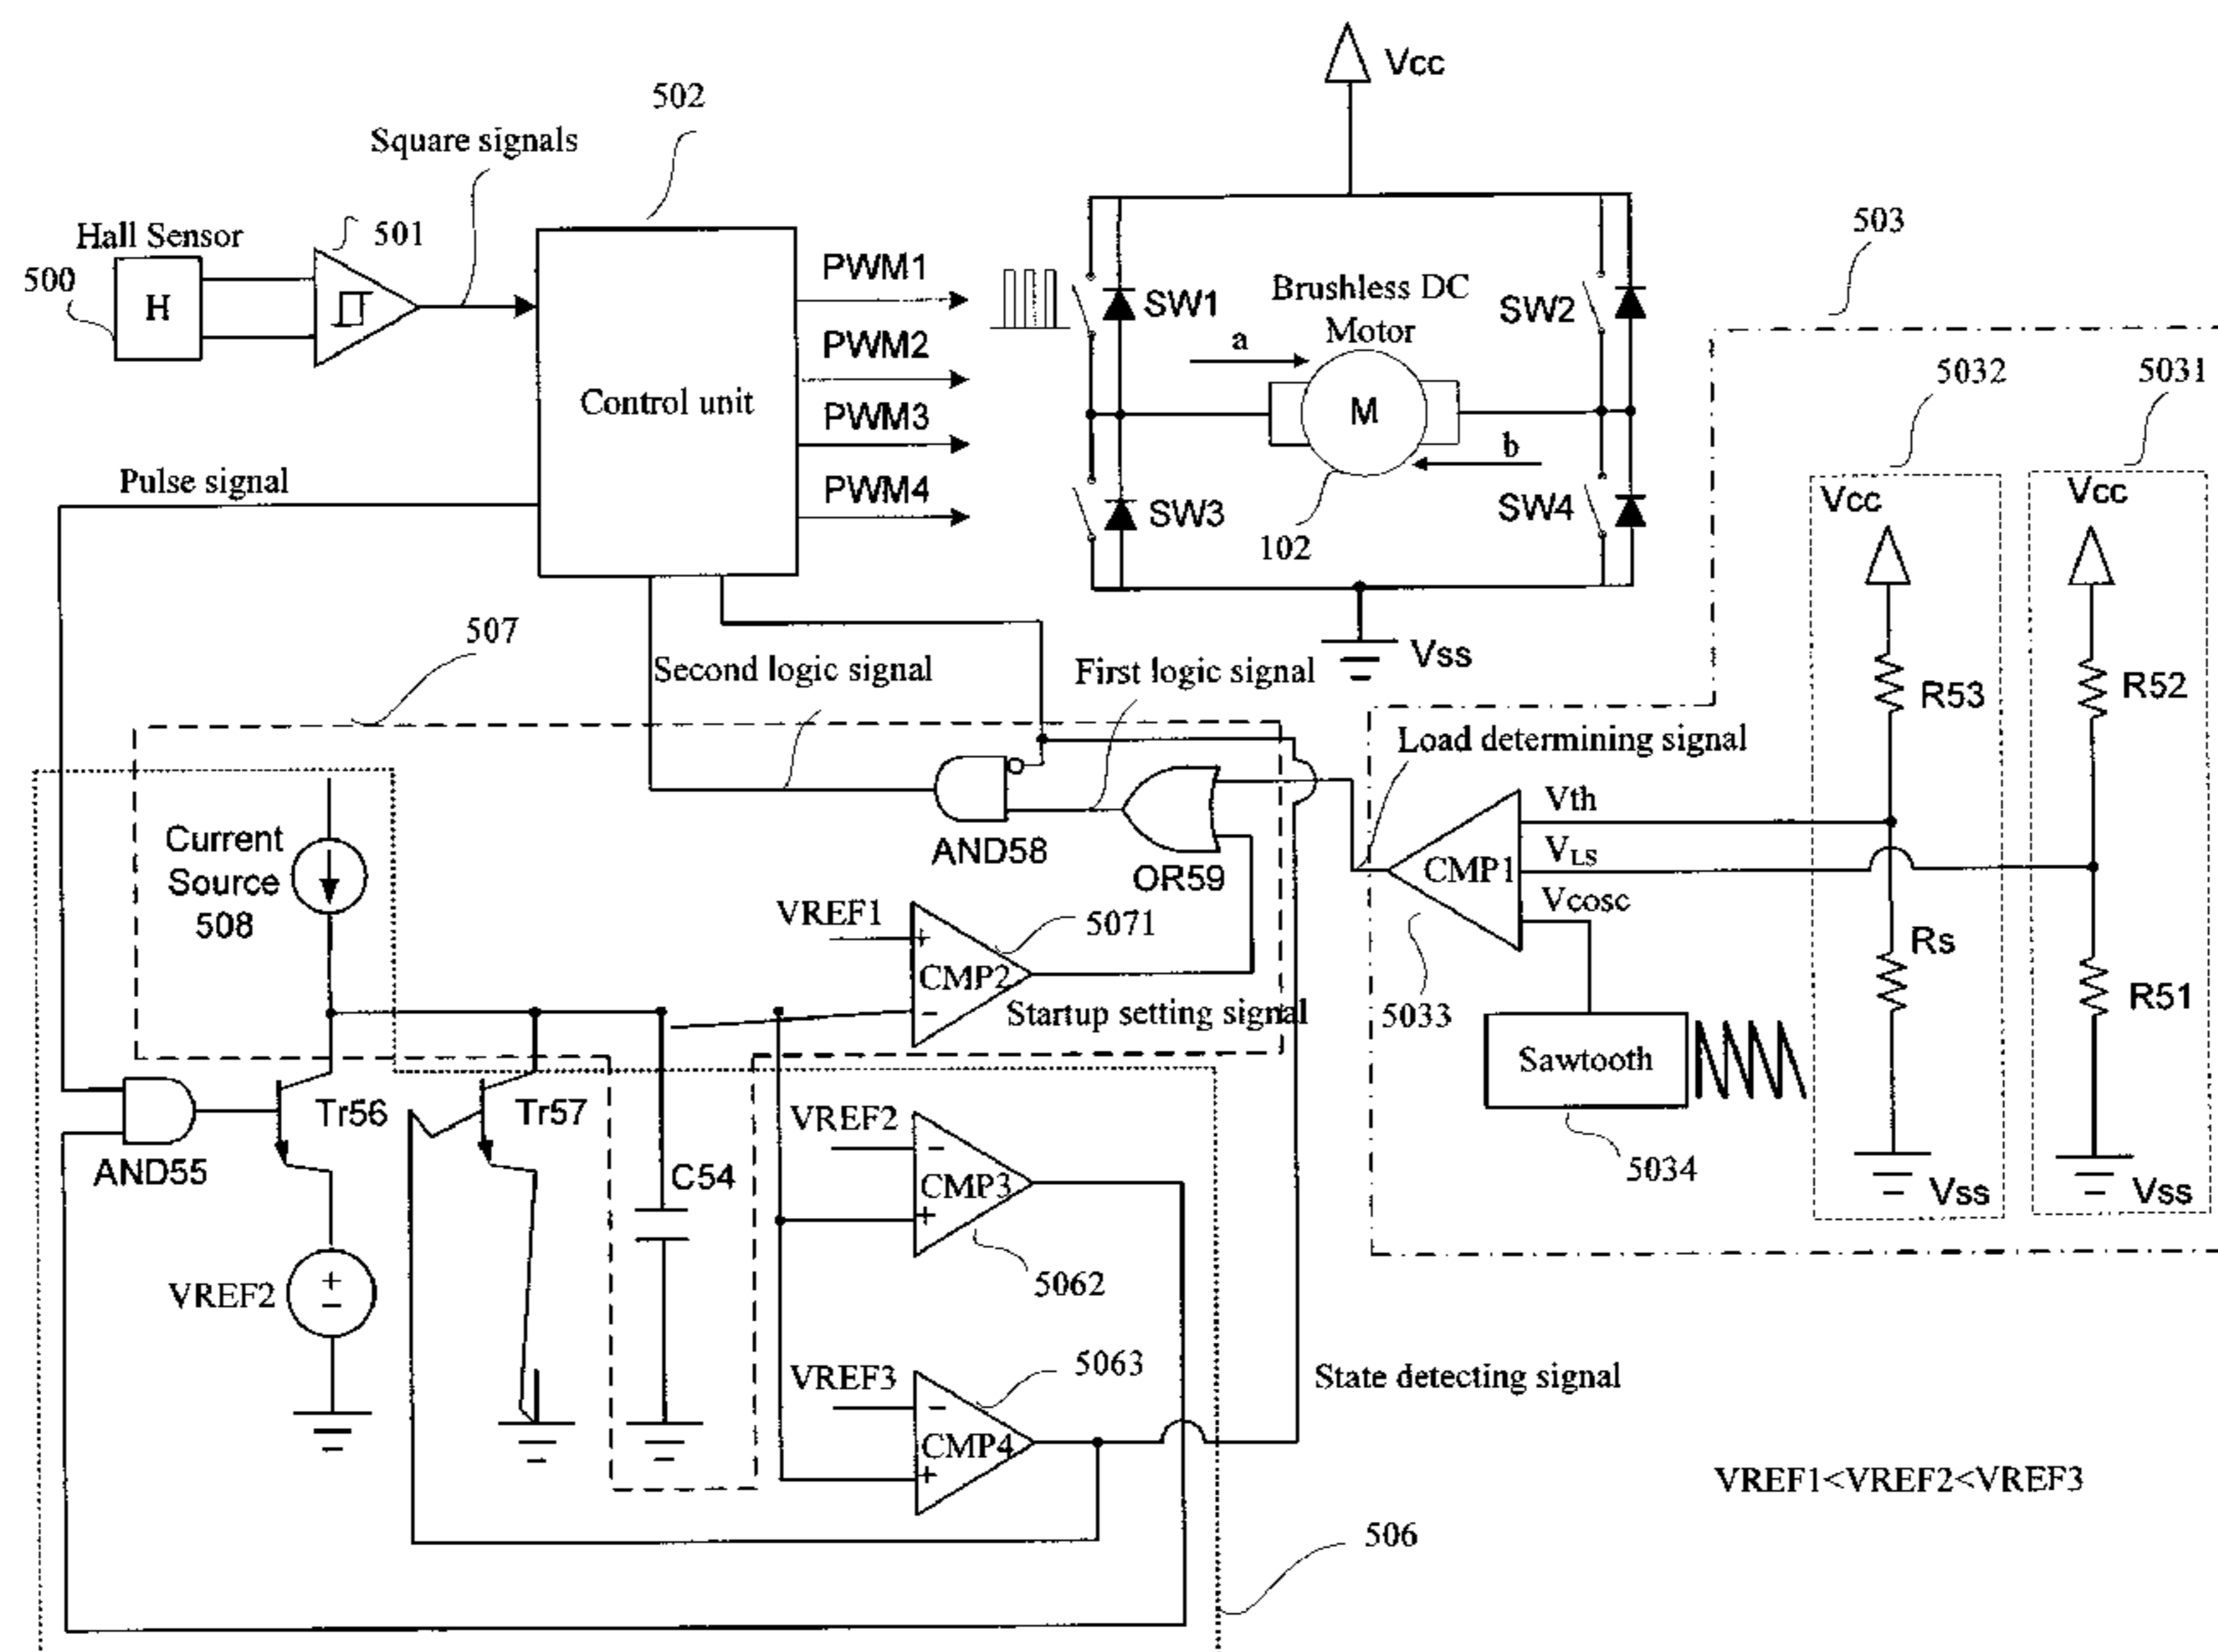 Vcc
502
Square signals
503
Hall Sensor
501
500
H
PWM1
SW1
Brushless DC
Motor
SW2
PWM2
a
5032
5031
Control unit
PWM3
M
b
Pulse signal
PWM4
SW3
SW4
102
Vcc
Vcc
507
Second logic signal
First logic signal
Vss
R53
R52
Load determining signal
Current
Source
508
AND58
OR59
Vth
VLS
Vcosc
CMP1
VREF1
+
CMP2
-
5071
Startup setting signal
5033
Rs
R51
Sawtooth
5034
AND55
Tr56
Tr57
C54
VREF2
-
CMP3
+
5062
Vss
Vss
VREF2
+
-
VREF3
-
CMP4
+
5063
State detecting signal
VREF1<VREF2<VREF3
506